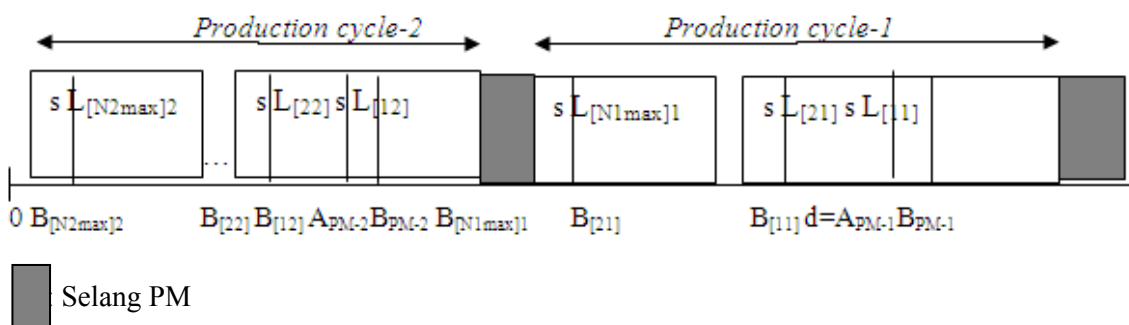 Production cycle-2 Production cycle-1
s L[N2max]2 s L[22] s L[12] s L[N1max]1 s L[21] s L[11]
...
0 B[N2max]2 B[22] B[12] APM-2 BPM-2 B[N1max]1 B[21] B[11] d=APM-1 BPM-1
: Selang PM